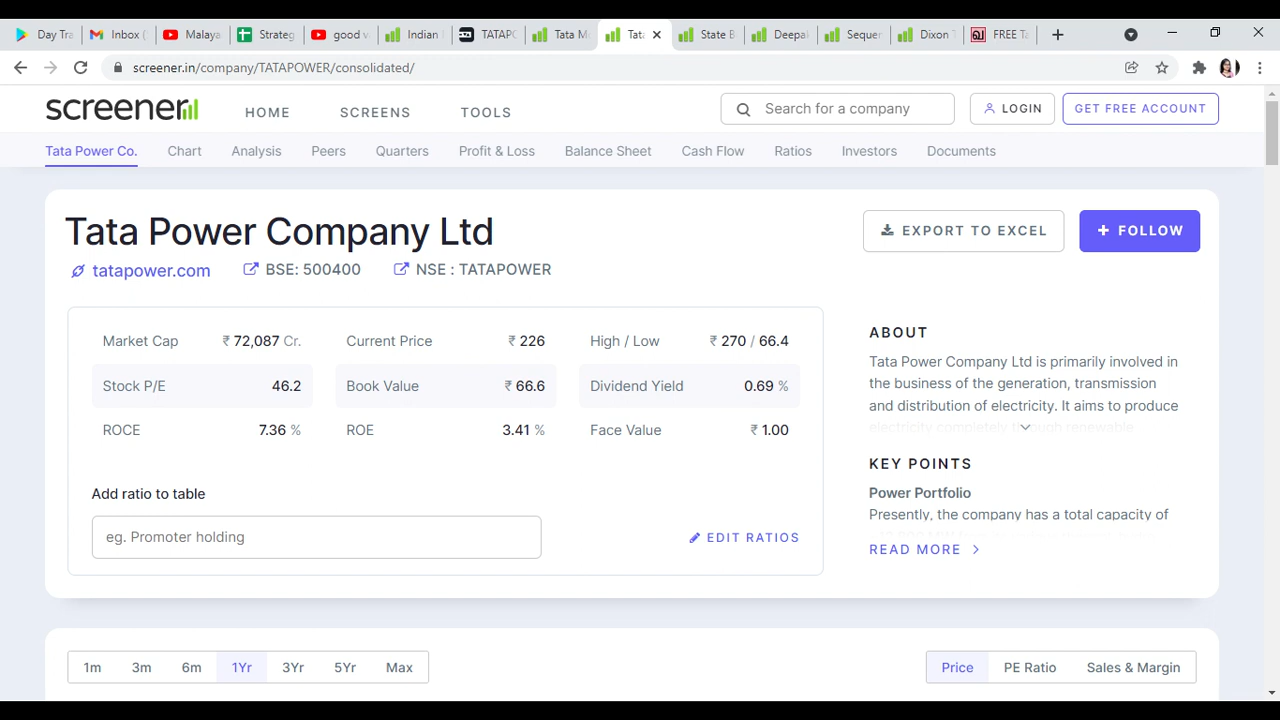 Day Tra
Inbox (
Malaya
Strateg
good v
Indian
TATAPO
Tata M
Tata
State B
Deepal
Sequer
Dixon T
FREE Ta
screener.in/company/TATAPOWER/consolidated/
screener
HOME
SCREENS
TOOLS
Search for a company
LOGIN
GET FREE ACCOUNT
Tata Power Co.
Chart
Analysis
Peers
Quarters
Profit & Loss
Balance Sheet
Cash Flow
Ratios
Investors
Documents
Tata Power Company Ltd
EXPORT TO EXCEL
+ FOLLOW
tatapower.com
BSE: 500400
NSE : TATAPOWER
Market Cap ₹ 72,087 Cr.
Current Price ₹ 226
High / Low ₹ 270 / 66.4
Stock P/E 46.2
Book Value ₹ 66.6
Dividend Yield 0.69 %
ROCE 7.36 %
ROE 3.41 %
Face Value ₹ 1.00
Add ratio to table
eg. Promoter holding
EDIT RATIOS
ABOUT
Tata Power Company Ltd is primarily involved in
the business of the generation, transmission
and distribution of electricity. It aims to produce
electricity completely through renewable
KEY POINTS
Power Portfolio
Presently, the company has a total capacity of
READ MORE
1m
3m
6m
1Yr
3Yr
5Yr
Max
Price
PE Ratio
Sales & Margin